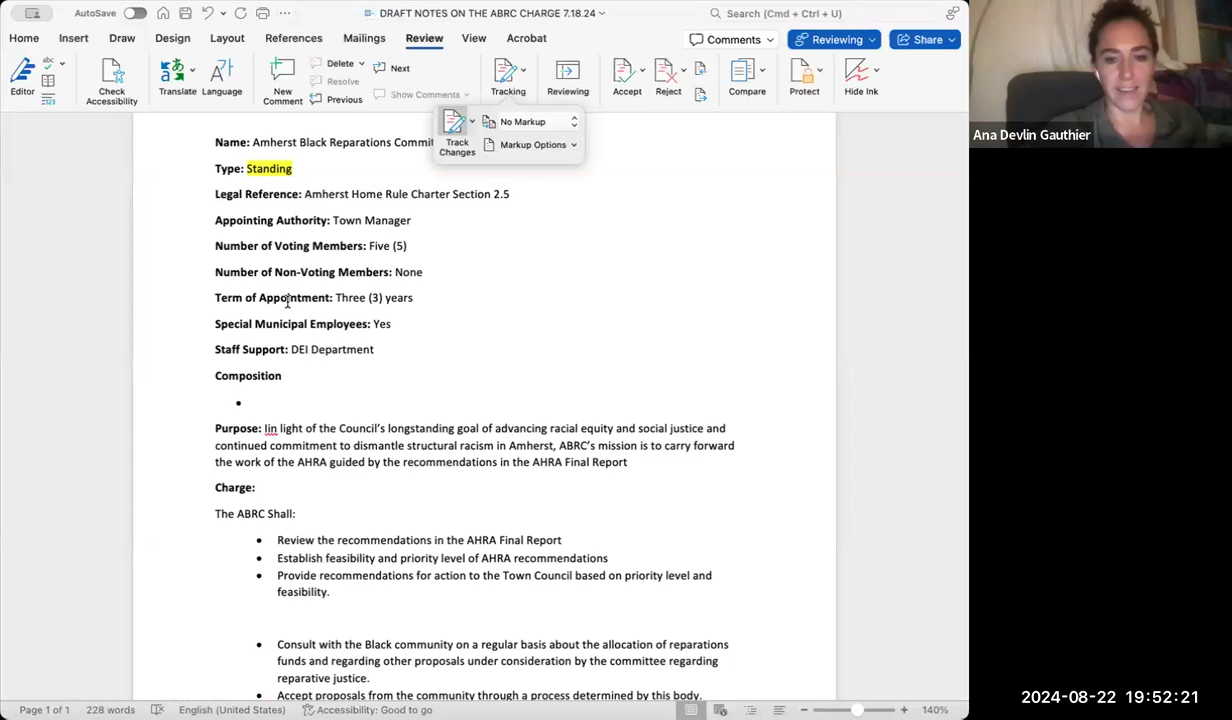 AutoSave
DRAFT NOTES ON THE ABRC CHARGE 7.18.24
Search (Cmd + Ctrl + U)
Home Insert Draw Design Layout References Mailings Review View Acrobat
Comments Reviewing Share
Editor
abc
123
Check
Accessibility
Translate
Language
New
Comment
Delete
Resolve
Previous
Next
Show Comments
Tracking
Reviewing
Accept
Reject
Compare
Protect
Hide Ink
Track
Changes
No Markup
Markup Options
Name: Amherst Black Reparations Commit
Type: Standing
Legal Reference: Amherst Home Rule Charter Section 2.5
Appointing Authority: Town Manager
Number of Voting Members: Five (5)
Number of Non-Voting Members: None
Term of Appointment: Three (3) years
Special Municipal Employees: Yes
Staff Support: DEI Department
Composition
Purpose: Iin light of the Council's longstanding goal of advancing racial equity and social justice and
continued commitment to dismantle structural racism in Amherst, ABRC's mission is to carry forward
the work of the AHRA guided by the recommendations in the AHRA Final Report
Charge:
The ABRC Shall:
• Review the recommendations in the AHRA Final Report
• Establish feasibility and priority level of AHRA recommendations
• Provide recommendations for action to the Town Council based on priority level and
feasibility.
• Consult with the Black community on a regular basis about the allocation of reparations
funds and regarding other proposals under consideration by the committee regarding
reparative justice.
• Accept proposals from the community through a process determined by this body.
Page 1 of 1 228 words English (United States) Accessibility: Good to go 140%
Ana Devlin Gauthier
2024-08-22 19:52:21